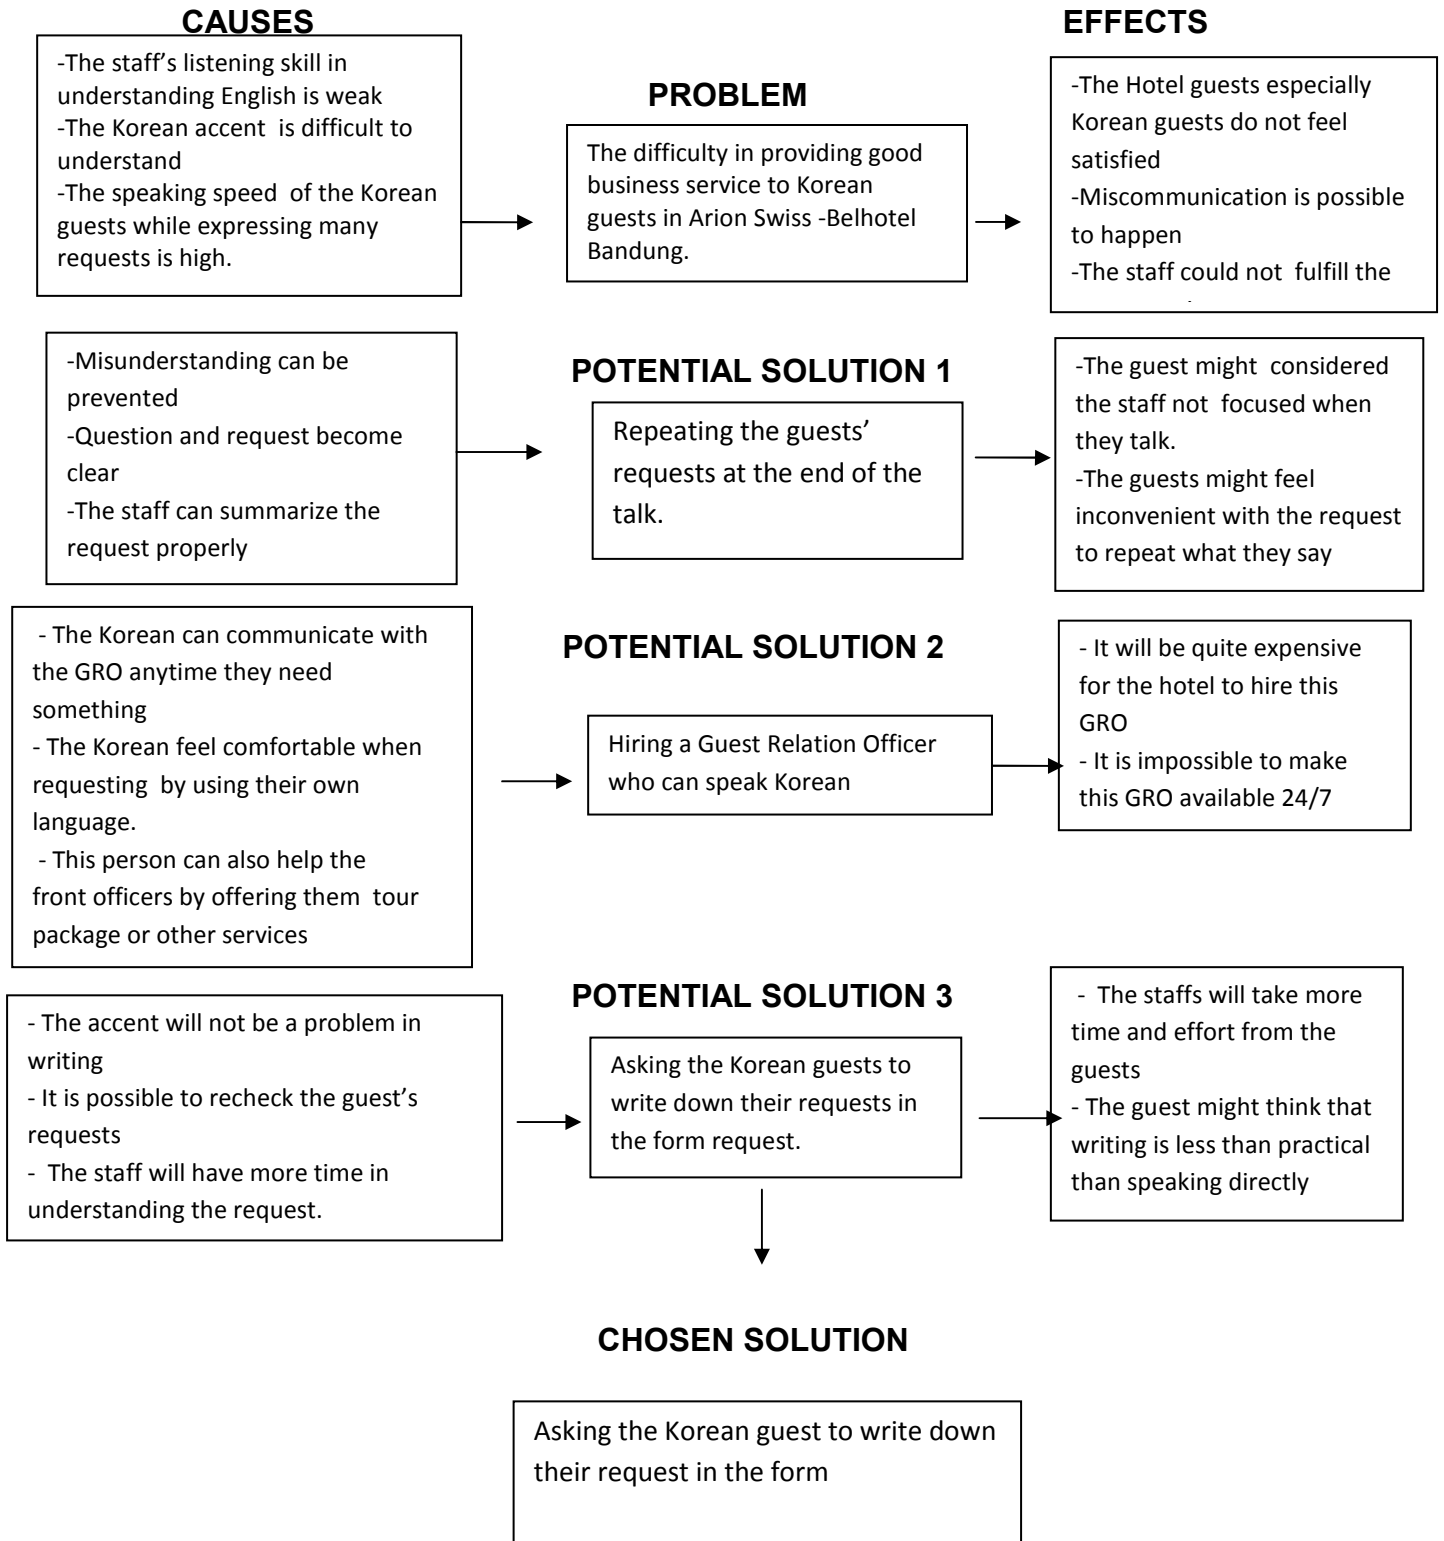 CAUSES
EFFECTS
-The staff's listening skill in
understanding English is weak
-The Korean accent  is difficult to
understand
-The speaking speed  of the Korean
guests while expressing many
requests is high.
PROBLEM
The difficulty in providing good
business service to Korean
guests in Arion Swiss -Belhotel
Bandung.
-The Hotel guests especially
Korean guests do not feel
satisfied
-Miscommunication is possible
to happen
-The staff could not  fulfill the
-Misunderstanding can be
prevented
-Question and request become
clear
-The staff can summarize the
request properly
POTENTIAL SOLUTION 1
Repeating the guests'
requests at the end of the
talk.
-The guest might  considered
the staff not  focused when
they talk.
-The guests might feel
inconvenient with the request
to repeat what they say
- The Korean can communicate with
the GRO anytime they need
something
- The Korean feel comfortable when
requesting  by using their own
language.
- This person can also help the
front officers by offering them  tour
package or other services
POTENTIAL SOLUTION 2
Hiring a Guest Relation Officer
who can speak Korean
- It will be quite expensive
for the hotel to hire this
GRO
- It is impossible to make
this GRO available 24/7
- The accent will not be a problem in
writing
- It is possible to recheck the guest's
requests
-  The staff will have more time in
understanding the request.
POTENTIAL SOLUTION 3
Asking the Korean guests to
write down their requests in
the form request.
-  The staffs will take more
time and effort from the
guests
- The guest might think that
writing is less than practical
than speaking directly
CHOSEN SOLUTION
Asking the Korean guest to write down
their request in the form